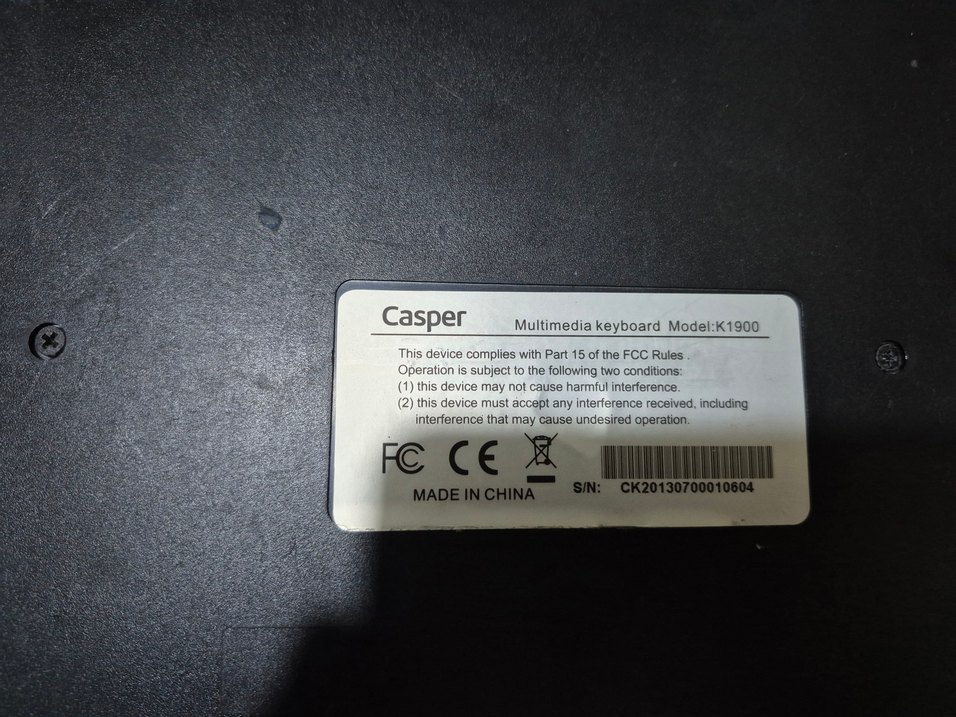 Casper
Multimedia keyboard Model:K1900
This device complies with Part 15 of the FCC Rules .
Operation is subject to the following two conditions:
(1) this device may not cause harmful interference.
(2) this device must accept any interference received, including
interference that may cause undesired operation.
FC CE
MADE IN CHINA
S/N: CK20130700010604